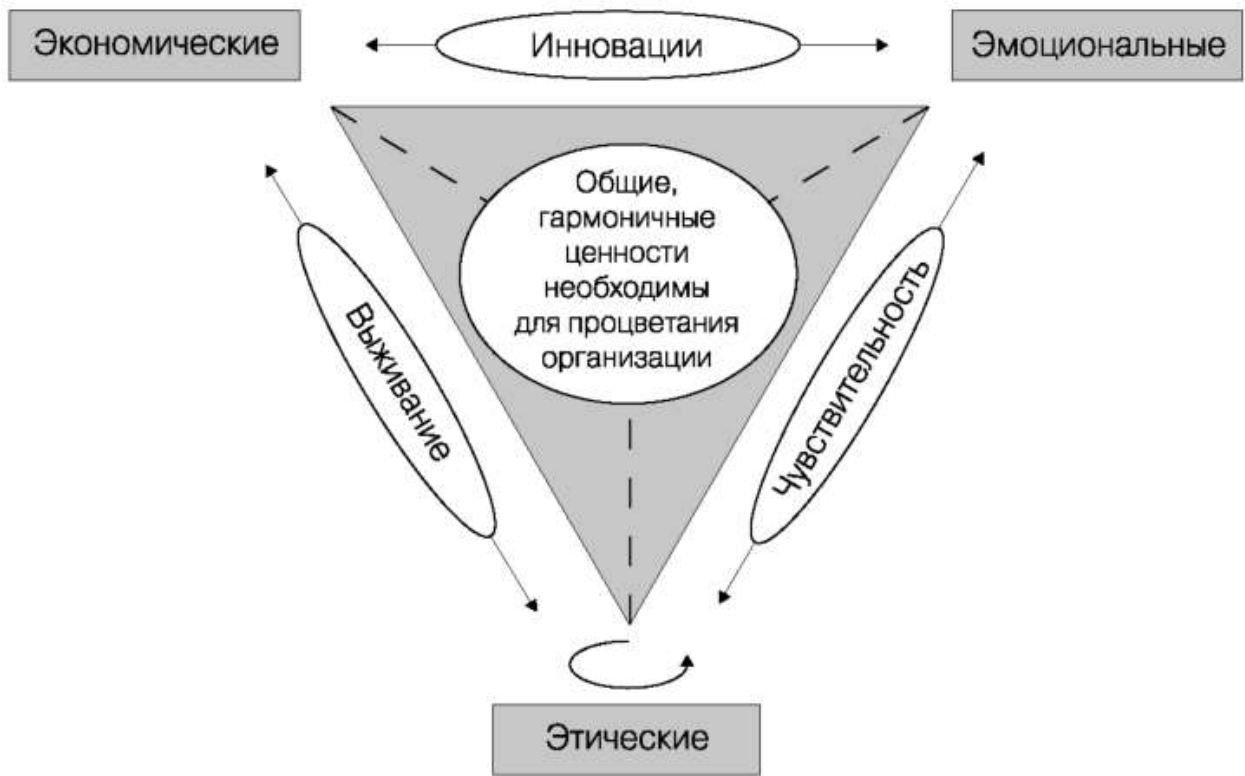 Экономические
Инновации
Эмоциональные
Общие,
гармоничные
ценности
необходимы
для процветания
организации
Выживание
Чувствительность
Этические